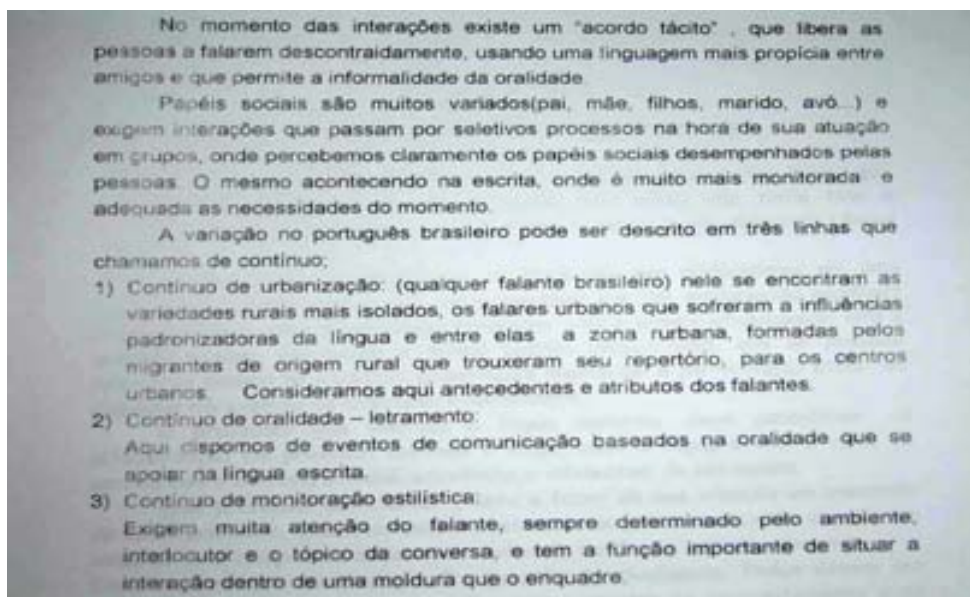 No momento das interações existe um "acordo tácito" , que libera as
pessoas a falarem descontraidamente, usando uma linguagem mais propícia entre
amigos e que permite a informalidade da oralidade.
Papéis sociais são muitos variados(pai, mãe, filhos, marido, avó...) e
exigem interações que passam por seletivos processos na hora de sua atuação
em grupos, onde percebemos claramente os papéis sociais desempenhados pelas
pessoas. O mesmo acontecendo na escrita, onde é muito mais monitorada e
adequada as necessidades do momento.
A variação no português brasileiro pode ser descrito em três linhas que
chamamos de contínuo;
1) Contínuo de urbanização: (qualquer falante brasileiro) nele se encontram as
variedades rurais mais isolados, os falares urbanos que sofreram a influências
padronizadoras da língua e entre elas a zona rurbana, formadas pelos
migrantes de origem rural que trouxeram seu repertório, para os centros
urbanos. Consideramos aqui antecedentes e atributos dos falantes.
2) Contínuo de oralidade – letramento:
Aqui dispomos de eventos de comunicação baseados na oralidade que se
apoiar na língua escrita.
3) Contínuo de monitoração estilística:
Exigem muita atenção do falante, sempre determinado pelo ambiente,
interlocutor e o tópico da conversa, e tem a função importante de situar a
interação dentro de uma moldura que o enquadre.